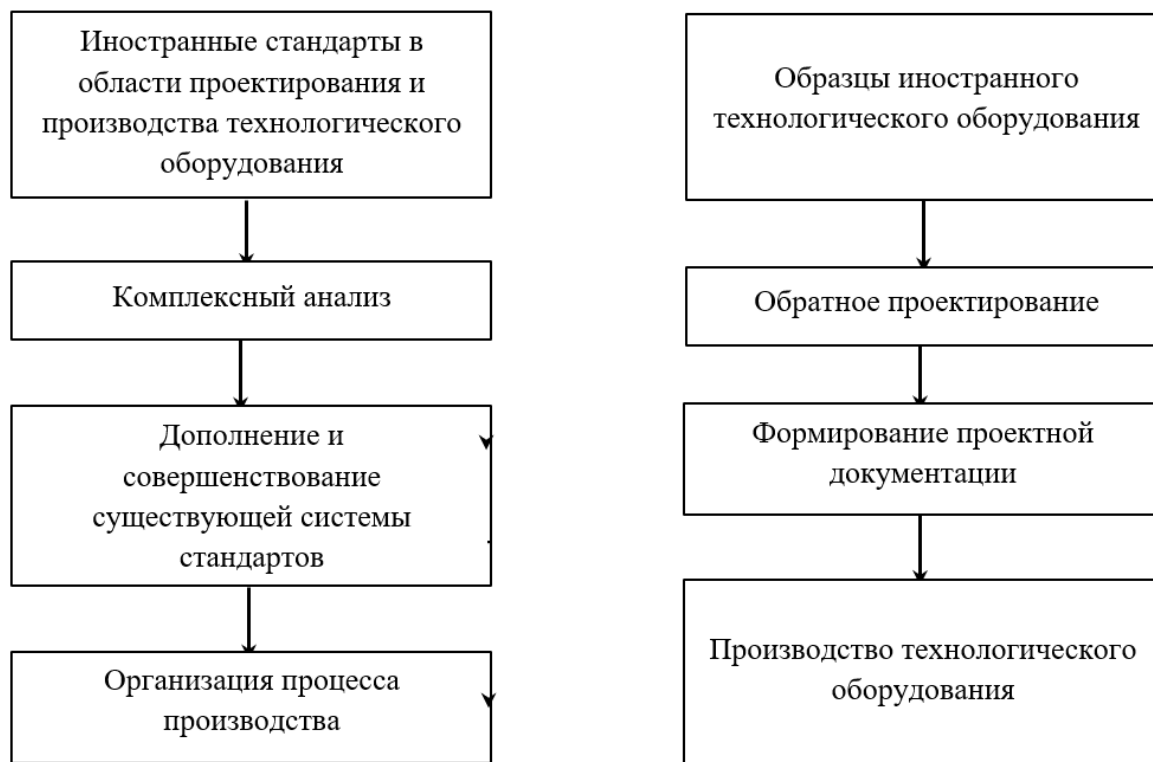 Иностранные стандарты в
области проектирования и
производства технологического
оборудования
Комплексный анализ
Дополнение и
совершенствование
существующей системы
стандартов
Организация процесса
производства
Образцы иностранного
технологического оборудования
Обратное проектирование
Формирование проектной
документации
Производство технологического
оборудования